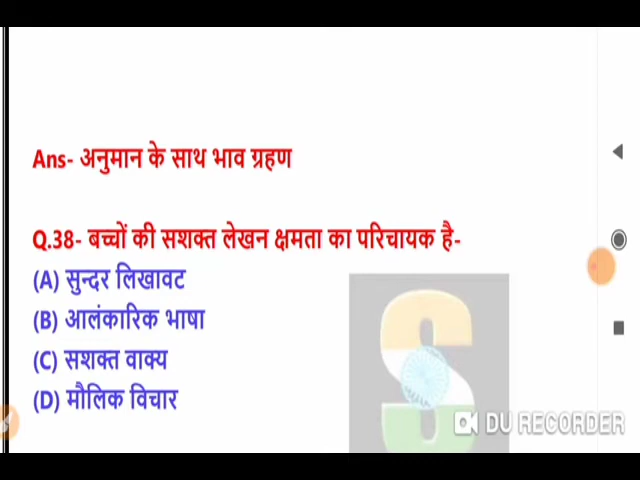 Ans- अनुमान के साथ भाव ग्रहण
Q.38- बच्चों की सशक्त लेखन क्षमता का परिचायक है-
(A) सुन्दर लिखावट
(B) आलंकारिक भाषा
(C) सशक्त वाक्य
(D) मौलिक विचार
S
DU RECORDER